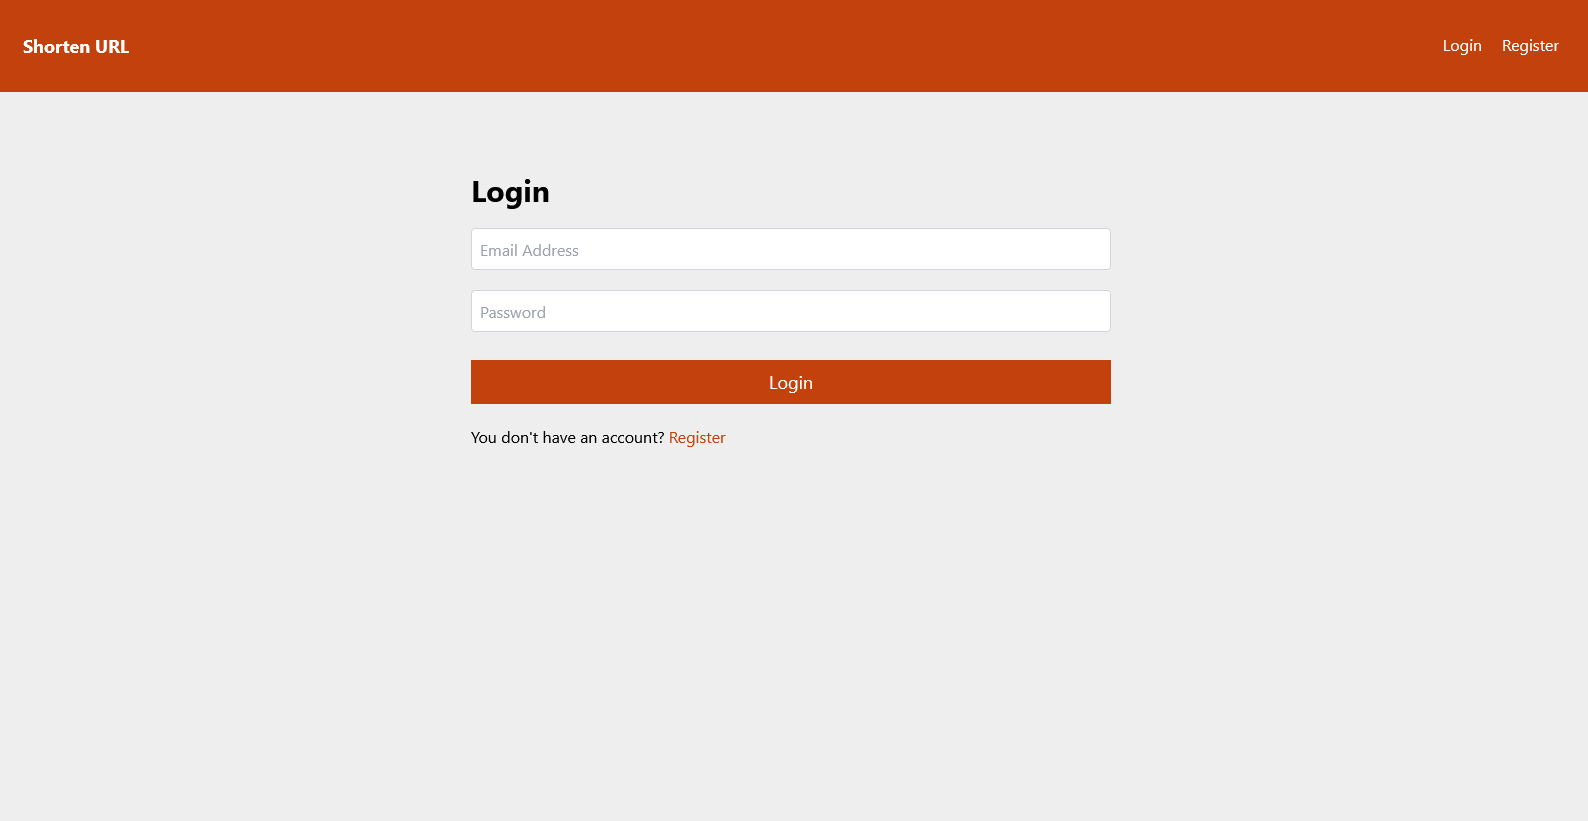 Shorten URL
Login Register
Login
Email Address
Password
Login
You don't have an account? Register